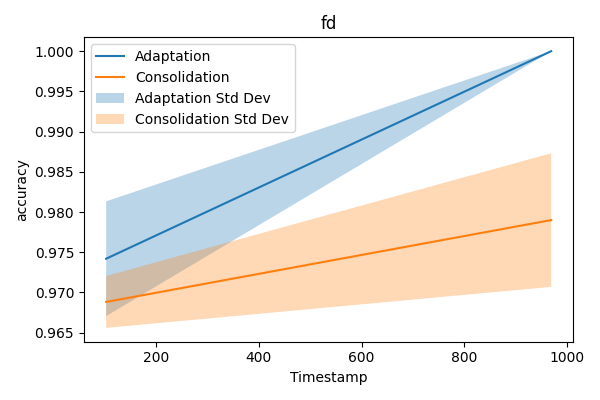 fd
1.000
0.995
0.990
0.985
0.980
0.975
0.970
0.965
accuracy
Adaptation
Consolidation
Adaptation Std Dev
Consolidation Std Dev
200
400
600
800
1000
Timestamp